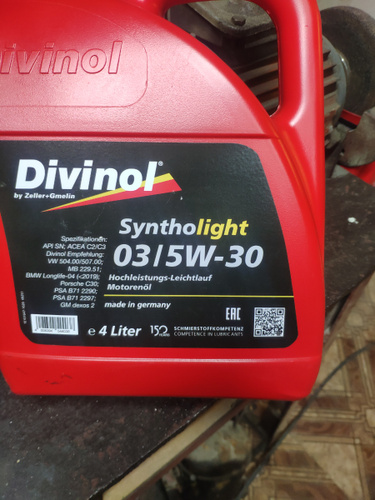 Divinol
Divinol®
by Zeller+Gmelin
Syntholight
03/5W-30
Hochleistungs-Leichtlauf
Motorenöl
made in germany
Spezifikationen:
API SN; ACEA C2/C3
Divinol Empfehlung:
VW 504.00/507.00;
MB 229.51;
BMW Longlife-04 (<2019);
Porsche C30;
PSA B71 2290;
PSA B71 2297;
GM dexos 2
EAC
e 4 Liter
150
SCHMIERSTOFFKOMPETENZ
COMPETENCE IN LUBRICANTS